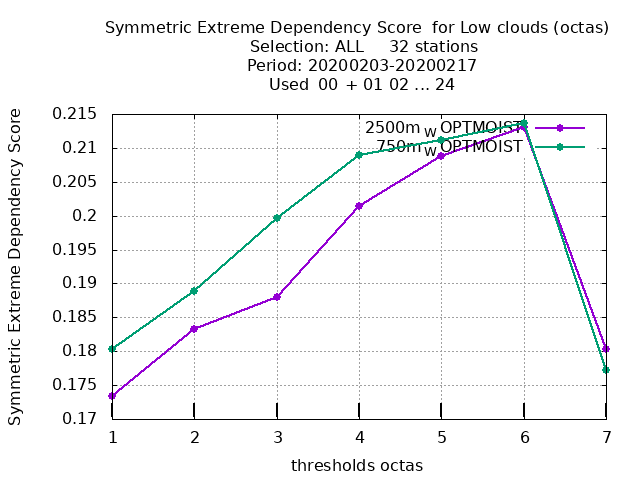 Symmetric Extreme Dependency Score  for Low clouds (octas)
Selection: ALL     32 stations
Period: 20200203-20200217
Used  00 + 01 02 ... 24
Symmetric Extreme Dependency Score
0.215
0.21
0.205
0.2
0.195
0.19
0.185
0.18
0.175
0.17
2500m W OPTMOIST
750m W OPTMOIST
1 2 3 4 5 6 7
thresholds octas